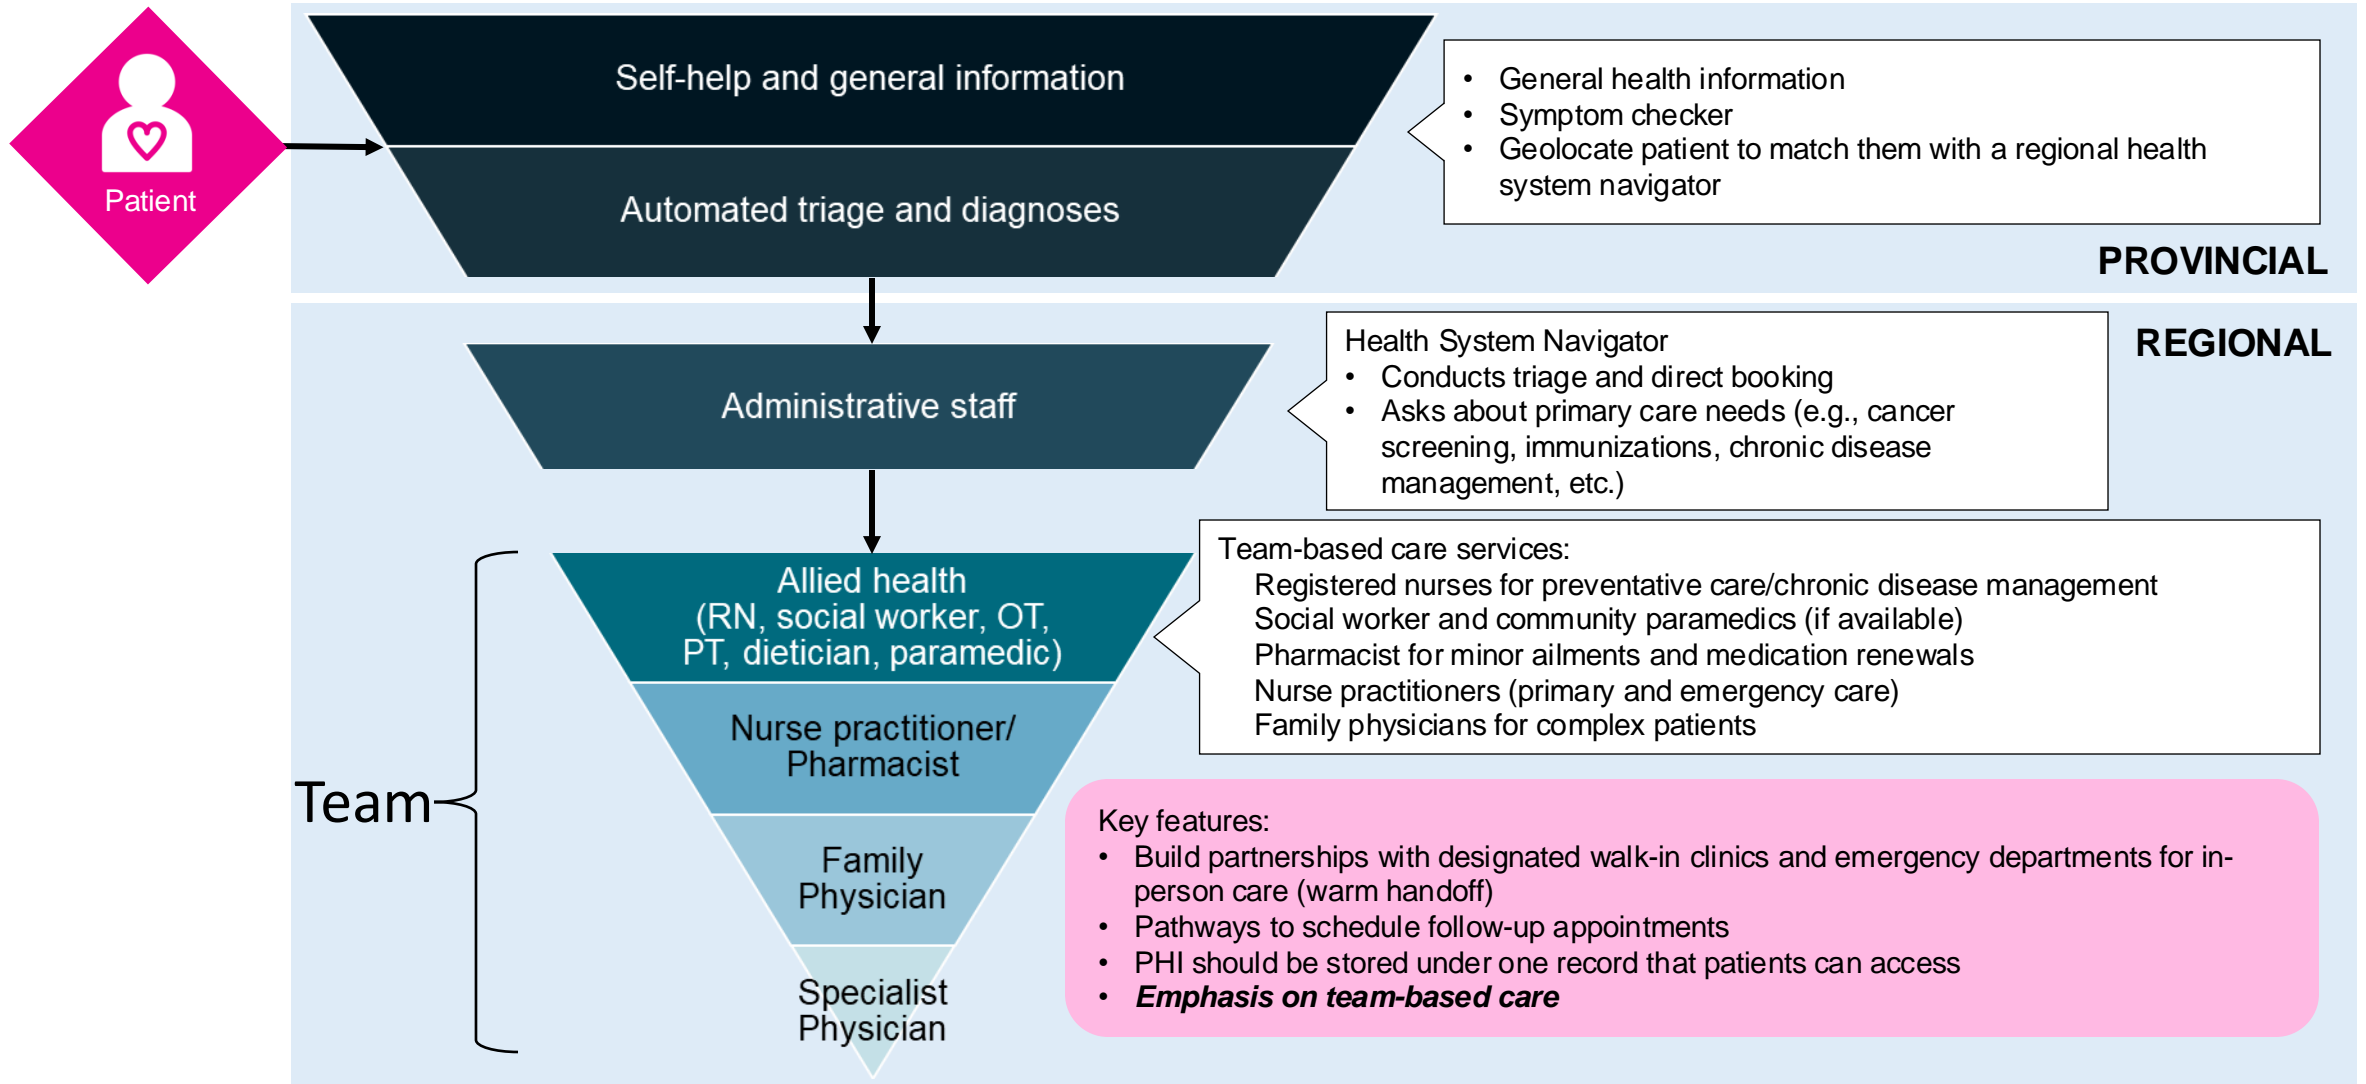 Patient
Self-help and general information
Automated triage and diagnoses
• General health information
• Symptom checker
• Geolocate patient to match them with a regional health
system navigator
PROVINCIAL
REGIONAL
Administrative staff
Health System Navigator
• Conducts triage and direct booking
• Asks about primary care needs (e.g., cancer
screening, immunizations, chronic disease
management, etc.)
Team
Allied health
(RN, social worker, OT,
PT, dietician, paramedic)
Nurse practitioner/
Pharmacist
Family
Physician
Specialist
Physician
Team-based care services:
Registered nurses for preventative care/chronic disease management
Social worker and community paramedics (if available)
Pharmacist for minor ailments and medication renewals
Nurse practitioners (primary and emergency care)
Family physicians for complex patients
Key features:
• Build partnerships with designated walk-in clinics and emergency departments for in-
person care (warm handoff)
• Pathways to schedule follow-up appointments
• PHI should be stored under one record that patients can access
• Emphasis on team-based care